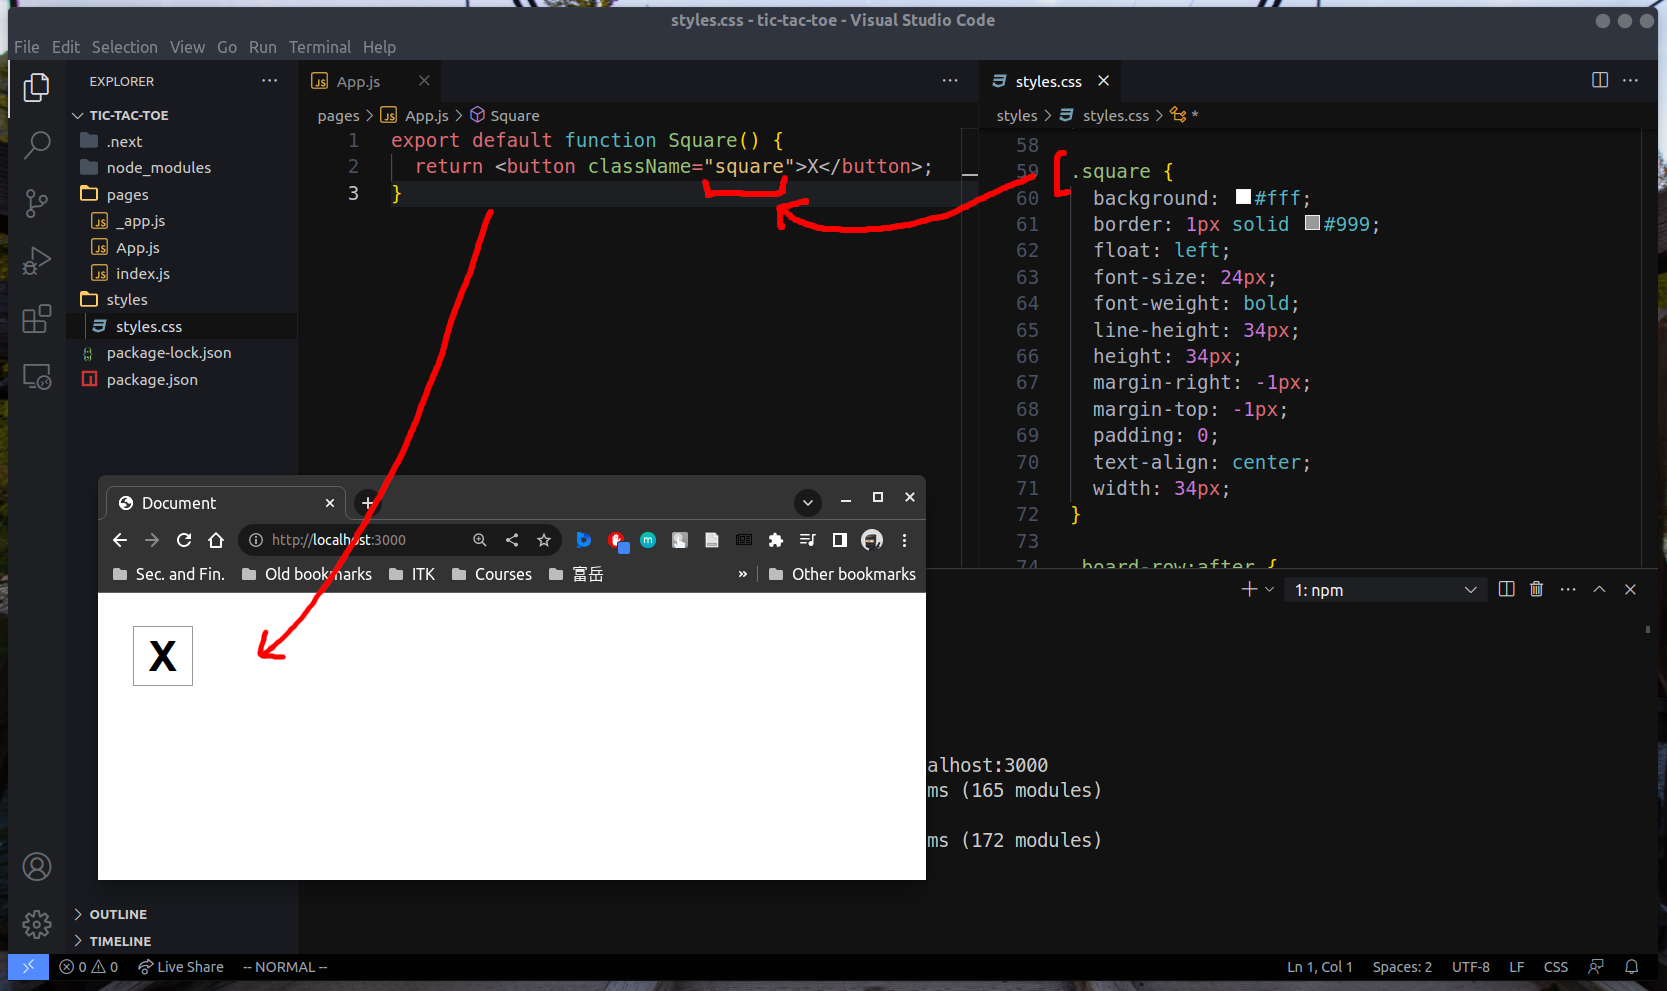 styles.css - tic-tac-toe - Visual Studio Code
File Edit Selection View Go Run Terminal Help
EXPLORER
TIC-TAC-TOE
.next
node_modules
pages
_app.js
App.js
index.js
styles
styles.css
package-lock.json
package.json
OUTLINE
TIMELINE
App.js
pages > App.js > Square
1 export default function Square() {
2 return <button className="square">X</button>;
3 }
styles.css
styles > styles.css > *
58
59 .square {
60 background: #fff;
61 border: 1px solid #999;
62 float: left;
63 font-size: 24px;
64 font-weight: bold;
65 line-height: 34px;
66 height: 34px;
67 margin-right: -1px;
68 margin-top: -1px;
69 padding: 0;
70 text-align: center;
71 width: 34px;
72 }
73
74 .board-row:after {
1: npm
alhost:3000
ms (165 modules)
ms (172 modules)
Document
http://localhost:3000
Sec. and Fin. Old bookmarks ITK Courses 富岳 » Other bookmarks
X
0 0 Live Share -- NORMAL -- Ln 1, Col 1 Spaces: 2 UTF-8 LF CSS